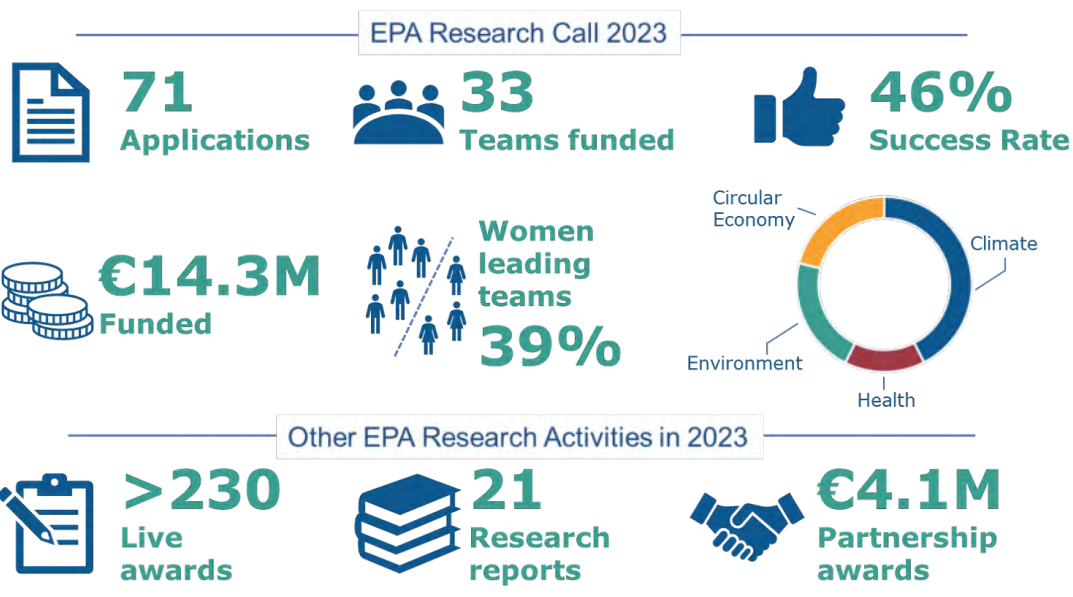 EPA Research Call 2023
71
Applications
33
Teams funded
46%
Success Rate
€14.3M
Funded
Women
leading
teams
39%
Circular
Economy
Climate
Environment
Health
Other EPA Research Activities in 2023
>230
Live
awards
21
Research
reports
€4.1M
Partnership
awards